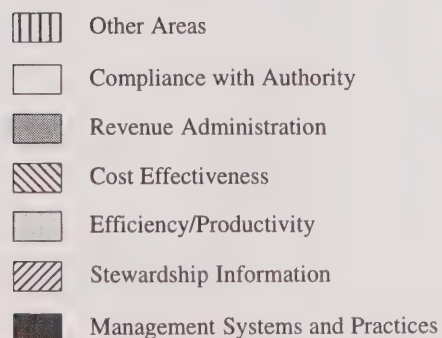 Other Areas
Compliance with Authority
Revenue Administration
Cost Effectiveness
Efficiency/Productivity
Stewardship Information
Management Systems and Practices